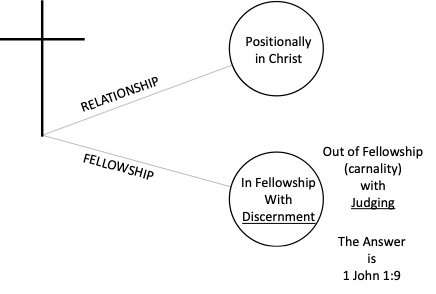 Positionally
in Christ
RELATIONSHIP
FELLOWSHIP
In Fellowship
With
Discernment
Out of Fellowship
(carnality)
with
Judging
The Answer
is
1 John 1:9